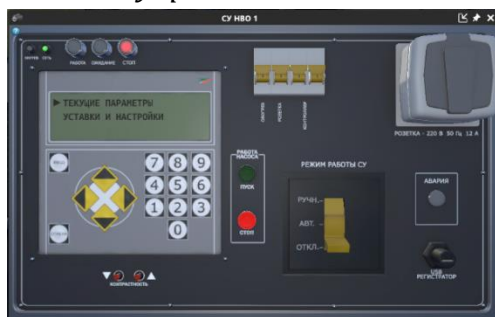 СУ НВО 1
СЕТЬ
РАБОТА
ОЖИДАНИЕ
СТОП
ТЕКУЩИЕ ПАРАМЕТРЫ
УСТАВКИ И НАСТРОЙКИ
7 8 9
4 5 6
1 2 3
0
КОНТРАСТНОСТЬ
РОЗЕТКА
РАБОТА
НАСОСА
ПУСК
СТОП
РЕЖИМ РАБОТЫ СУ
РУЧН.
АВТ.
ОТКЛ.
РОЗЕТКА - 220 В 50 Гц 12 А
АВАРИЯ
USB
РЕГИСТРАТОР